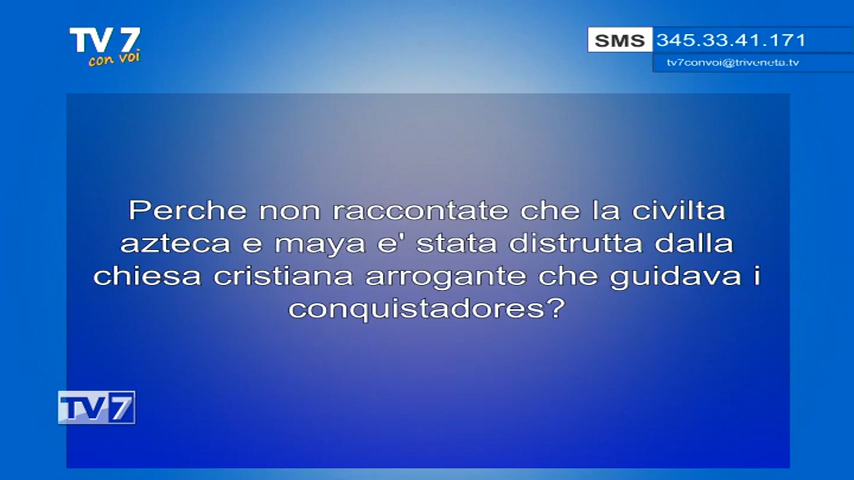 TV 7
con voi
SMS 345.33.41.171
tv7convoi@triveneta.tv
Perche non raccontate che la civilta
azteca e maya e' stata distrutta dalla
chiesa cristiana arrogante che guidava i
conquistadores?
TV7